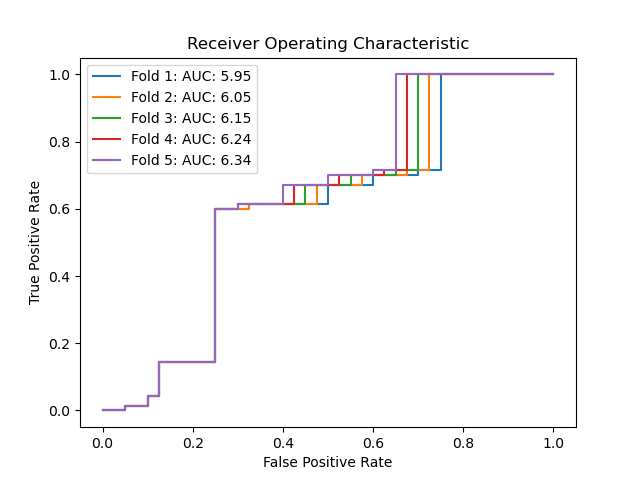 Receiver Operating Characteristic
Fold 1: AUC: 5.95
Fold 2: AUC: 6.05
Fold 3: AUC: 6.15
Fold 4: AUC: 6.24
Fold 5: AUC: 6.34
True Positive Rate
1.0
0.8
0.6
0.4
0.2
0.0
0.0 0.2 0.4 0.6 0.8 1.0
False Positive Rate